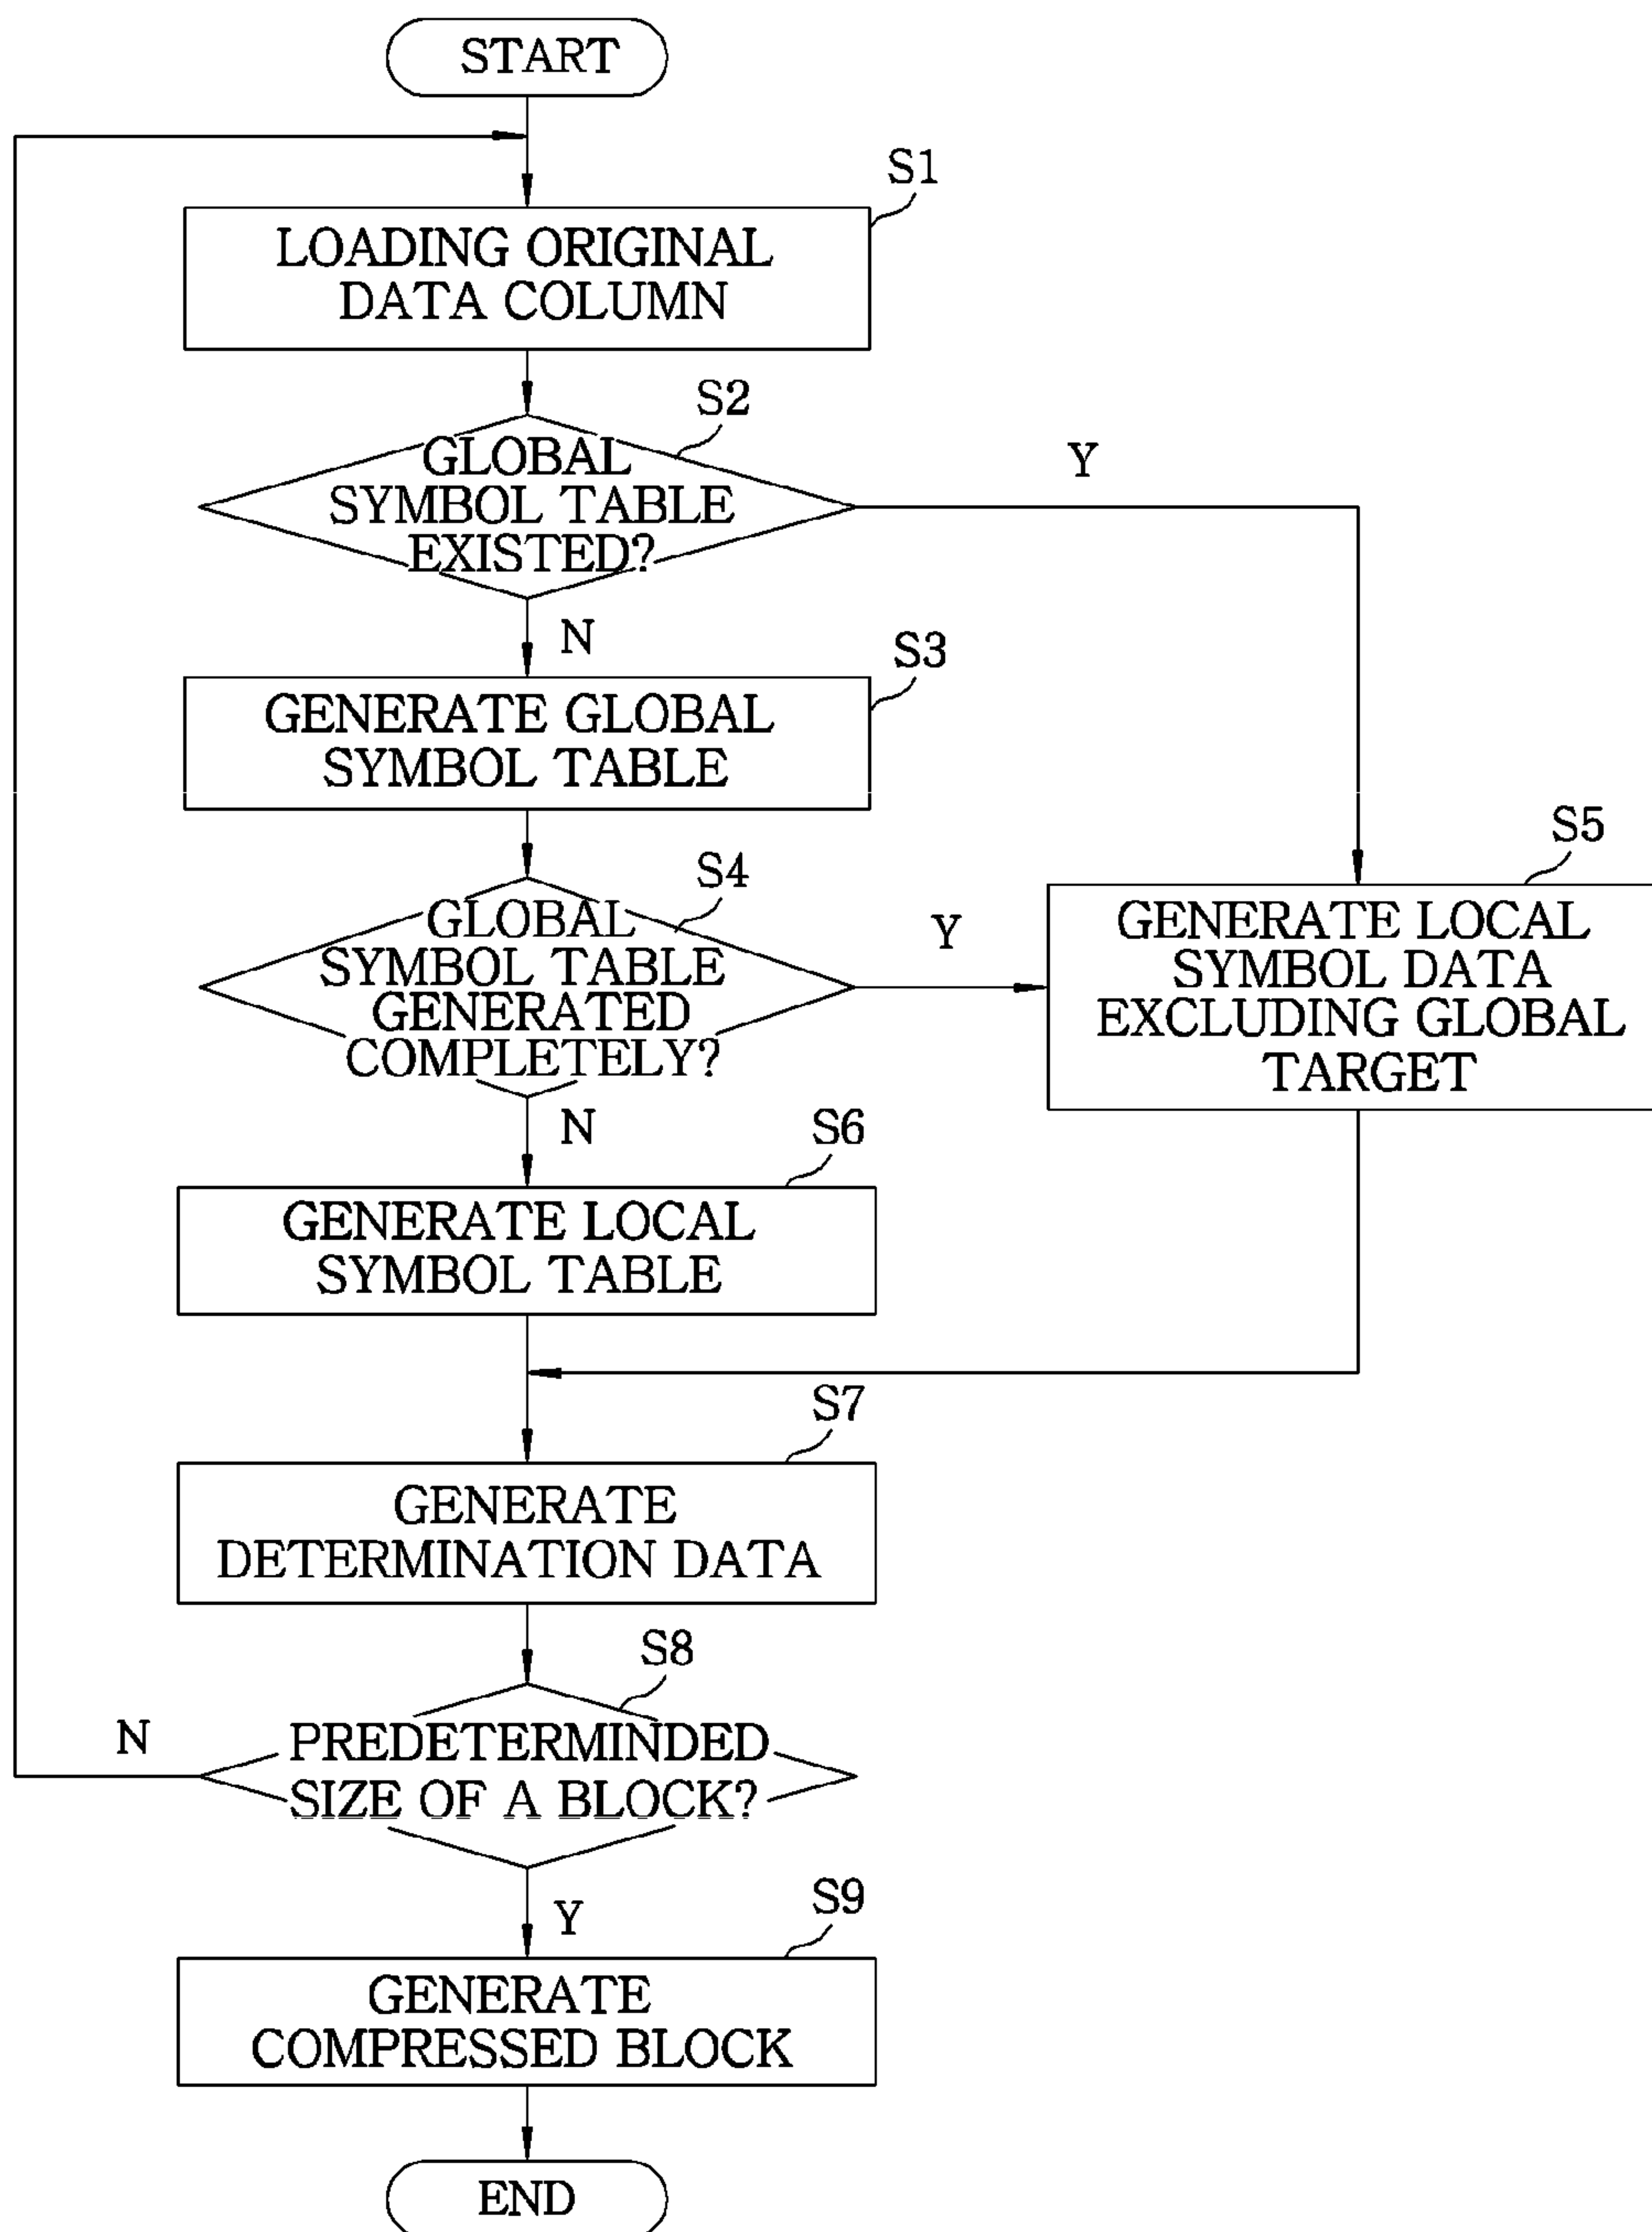 START
S1
LOADING ORIGINAL
DATA COLUMN
S2
GLOBAL
SYMBOL TABLE
EXISTED?
Y
N
S3
GENERATE GLOBAL
SYMBOL TABLE
S4
GLOBAL
SYMBOL TABLE
GENERATED
COMPLETELY?
Y
S5
GENERATE LOCAL
SYMBOL DATA
EXCLUDING GLOBAL
TARGET
N
S6
GENERATE LOCAL
SYMBOL TABLE
S7
GENERATE
DETERMINATION DATA
S8
PREDETERMINDED
SIZE OF A BLOCK?
N
Y
S9
GENERATE
COMPRESSED BLOCK
END